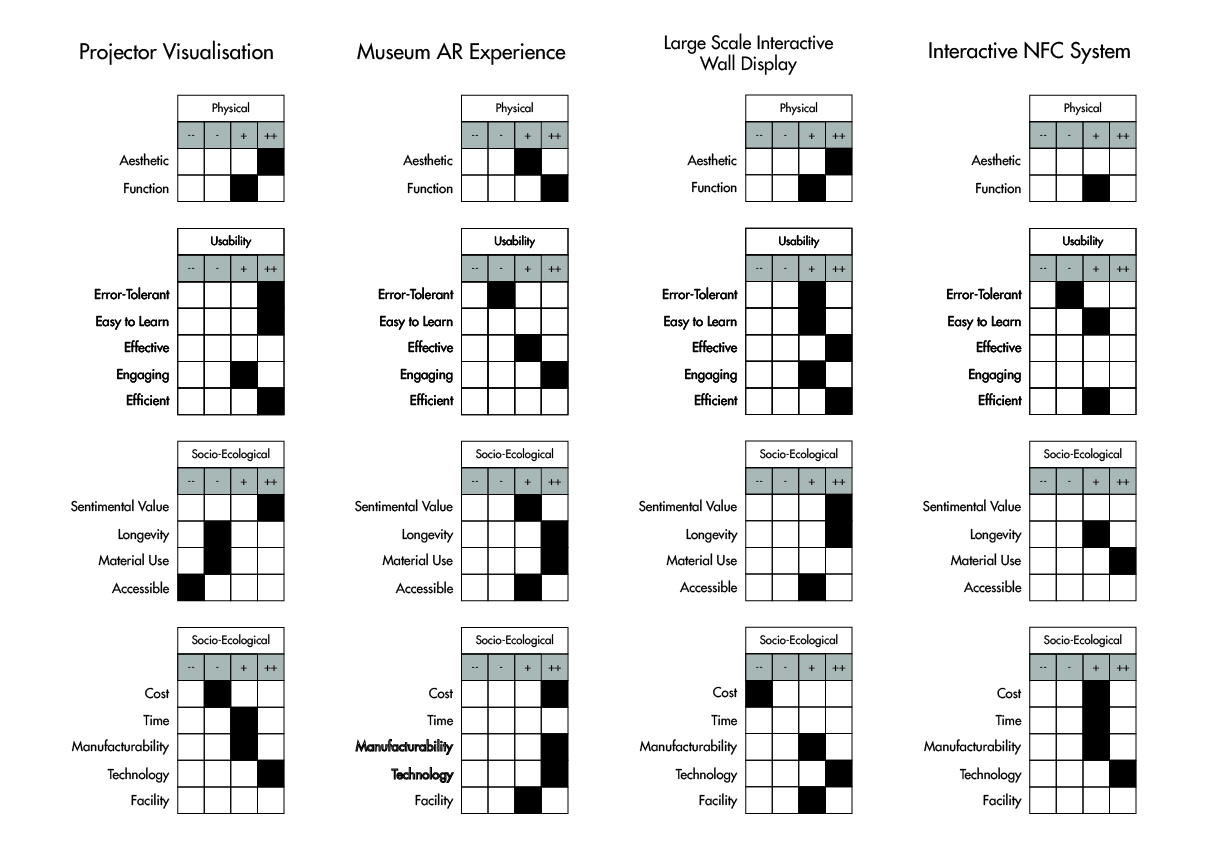 Projector Visualisation
Physical
-- - + ++
Aesthetic
Function
Usability
-- - + ++
Error-Tolerant
Easy to Learn
Effective
Engaging
Efficient
Socio-Ecological
-- - + ++
Sentimental Value
Longevity
Material Use
Accessible
Socio-Ecological
-- - + ++
Cost
Time
Manufacturability
Technology
Facility
Museum AR Experience
Physical
-- - + ++
Aesthetic
Function
Usability
-- - + ++
Error-Tolerant
Easy to Learn
Effective
Engaging
Efficient
Socio-Ecological
-- - + ++
Sentimental Value
Longevity
Material Use
Accessible
Socio-Ecological
-- - + ++
Cost
Time
Manufacturability
Technology
Facility
Large Scale Interactive
Wall Display
Physical
-- - + ++
Aesthetic
Function
Usability
-- - + ++
Error-Tolerant
Easy to Learn
Effective
Engaging
Efficient
Socio-Ecological
-- - + ++
Sentimental Value
Longevity
Material Use
Accessible
Socio-Ecological
-- - + ++
Cost
Time
Manufacturability
Technology
Facility
Interactive NFC System
Physical
-- - + ++
Aesthetic
Function
Usability
-- - + ++
Error-Tolerant
Easy to Learn
Effective
Engaging
Efficient
Socio-Ecological
-- - + ++
Sentimental Value
Longevity
Material Use
Accessible
Socio-Ecological
-- - + ++
Cost
Time
Manufacturability
Technology
Facility